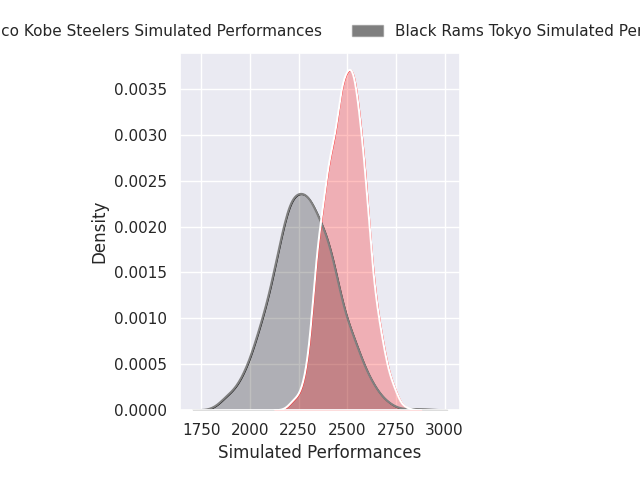 co Kobe Steelers Simulated Performances
Black Rams Tokyo Simulated Per
0.0035
0.0030
0.0025
0.0020
0.0015
0.0010
0.0005
0.0000
Density
1750 2000 2250 2500 2750 3000
Simulated Performances